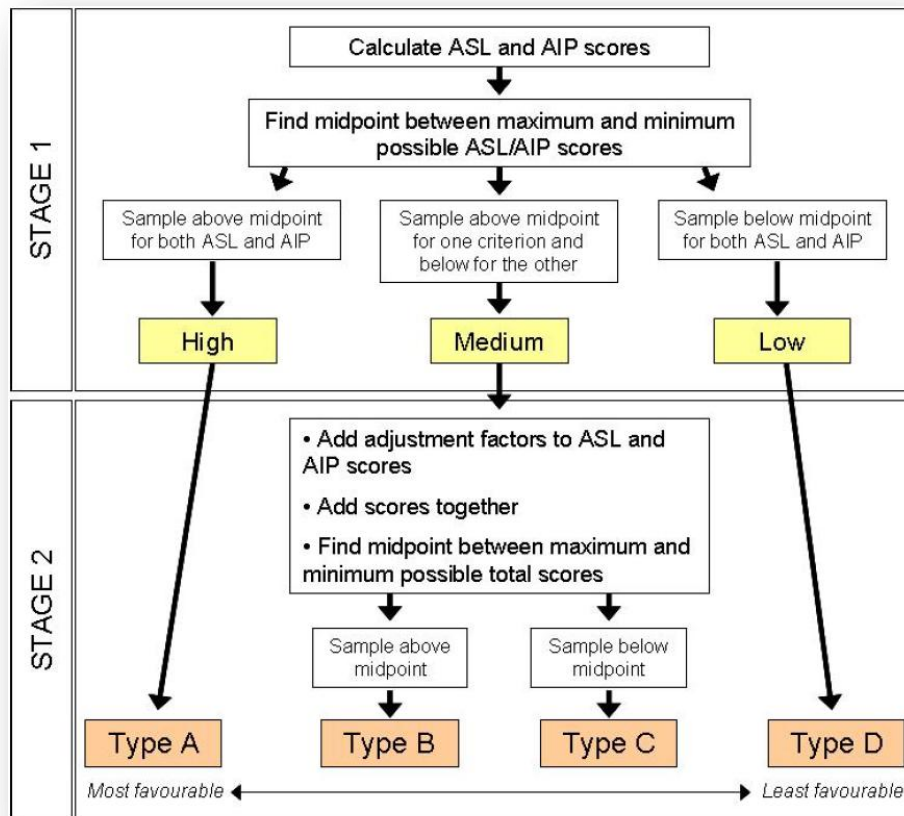 STAGE 1
Calculate ASL and AIP scores
Find midpoint between maximum and minimum
possible ASL/AIP scores
Sample above midpoint
for both ASL and AIP
Sample above midpoint
for one criterion and
below for the other
Sample below midpoint
for both ASL and AIP
High
Medium
Low
STAGE 2
• Add adjustment factors to ASL and
AIP scores
• Add scores together
• Find midpoint between maximum and
minimum possible total scores
Sample above
midpoint
Sample below
midpoint
Type A
Type B
Type C
Type D
Most favourable
Least favourable